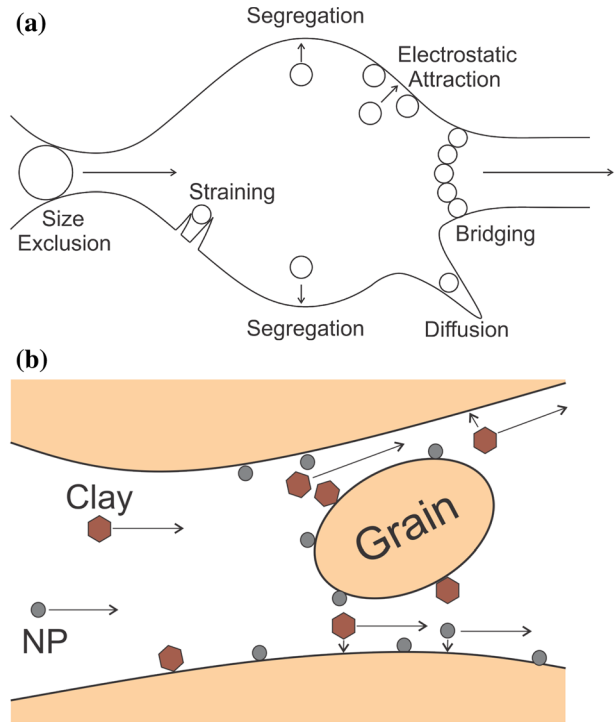 (a)
Segregation
Electrostatic
Attraction
Straining
Size
Exclusion
Bridging
Segregation
Diffusion
(b)
Clay
Grain
NP